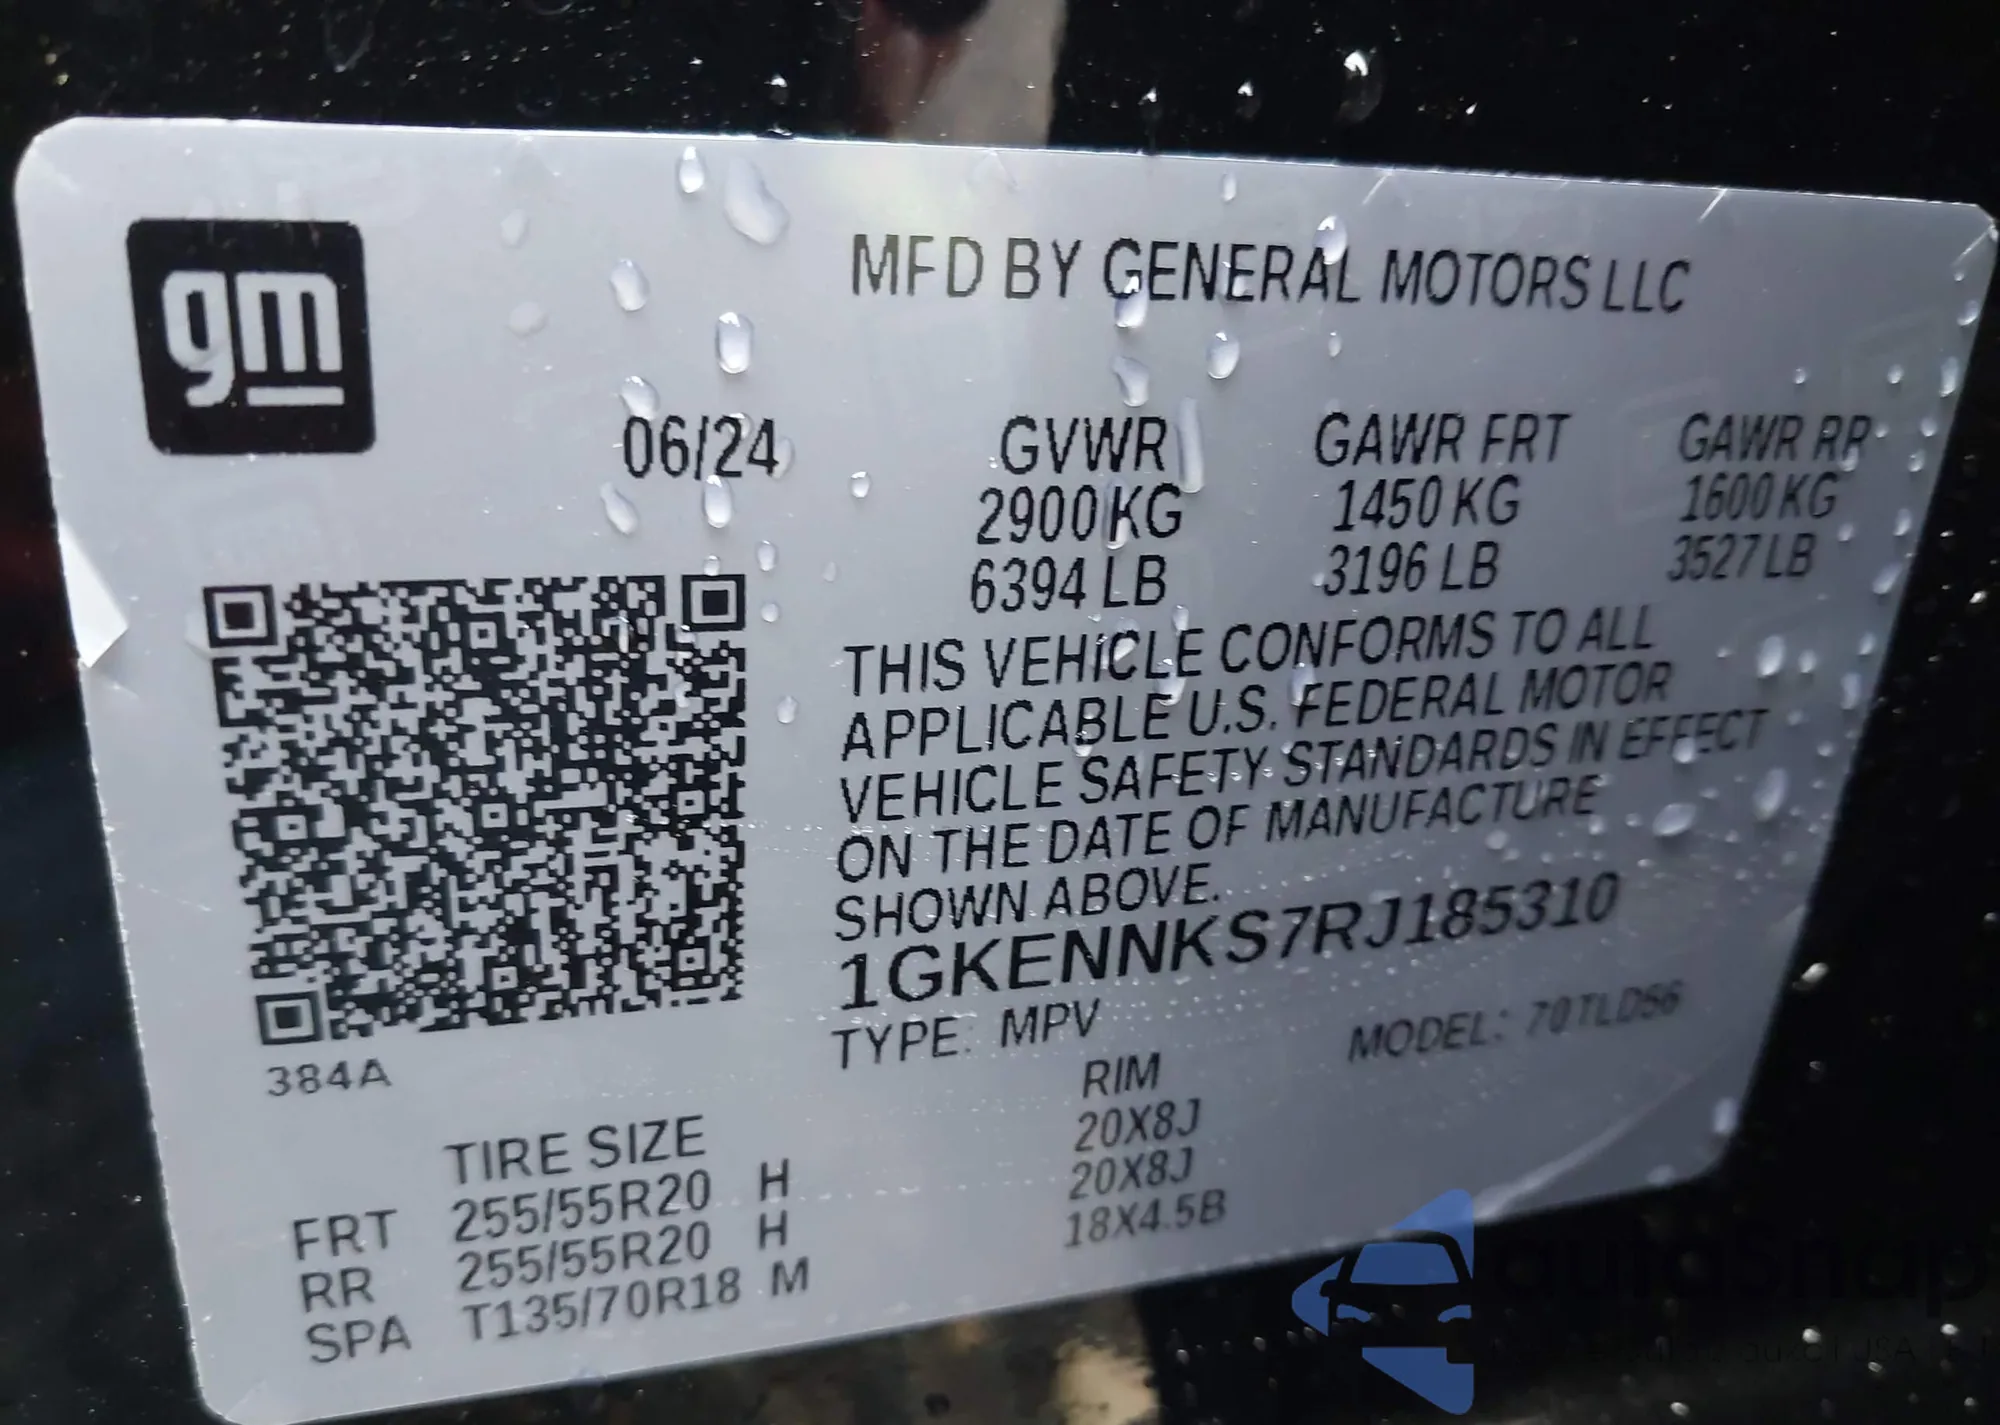 gm
MFD BY GENERAL MOTORS LLC
06/24 GVWR GAWR FRT GAWR RR
2900 KG 1450 KG 1600 KG
6394 LB 3196 LB 3527 LB
THIS VEHICLE CONFORMS TO ALL
APPLICABLE U.S. FEDERAL MOTOR
VEHICLE SAFETY STANDARDS IN EFFECT
ON THE DATE OF MANUFACTURE
SHOWN ABOVE.
1GKENNKS7RJ185310
TYPE: MPV MODEL: 70TLD56
384A
TIRE SIZE RIM
FRT 255/55R20 H 20X8J
RR 255/55R20 H 20X8J
SPA T135/70R18 M 18X4.5B